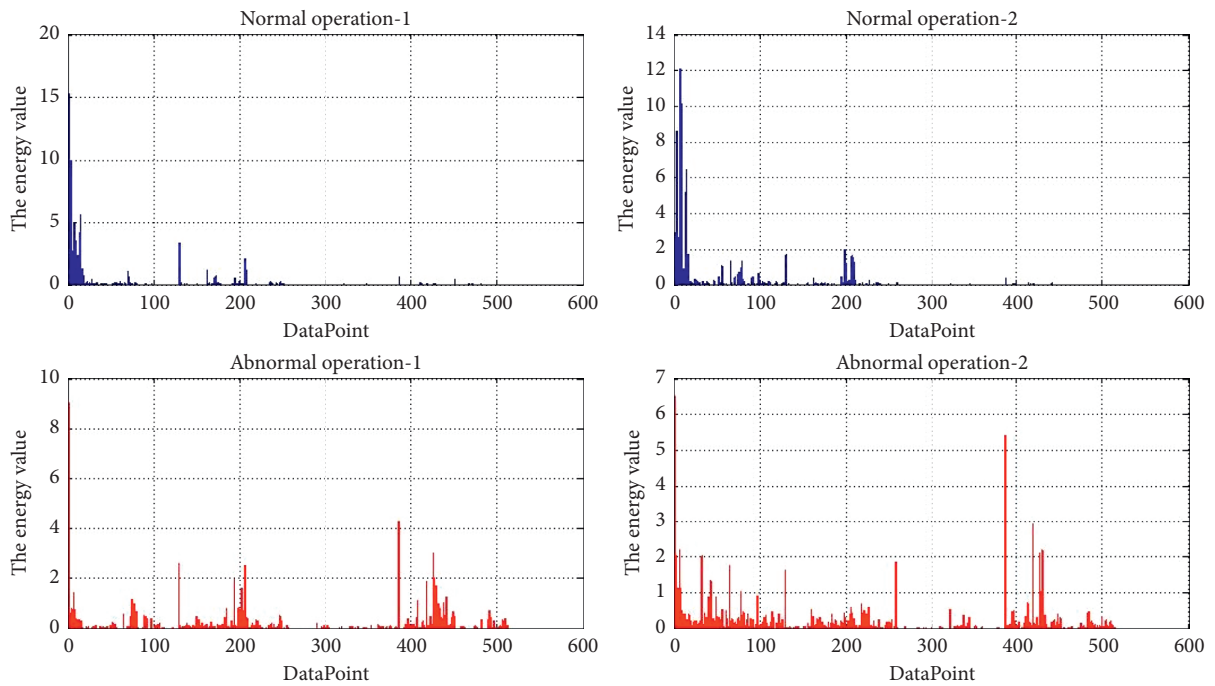 Normal operation-1
20
15
10
5
0
The energy value
0 100 200 300 400 500 600
DataPoint
Normal operation-2
14
12
10
8
6
4
2
0
The energy value
0 100 200 300 400 500 600
DataPoint
Abnormal operation-1
10
8
6
4
2
0
The energy value
0 100 200 300 400 500 600
DataPoint
Abnormal operation-2
7
6
5
4
3
2
1
0
The energy value
0 100 200 300 400 500 600
DataPoint